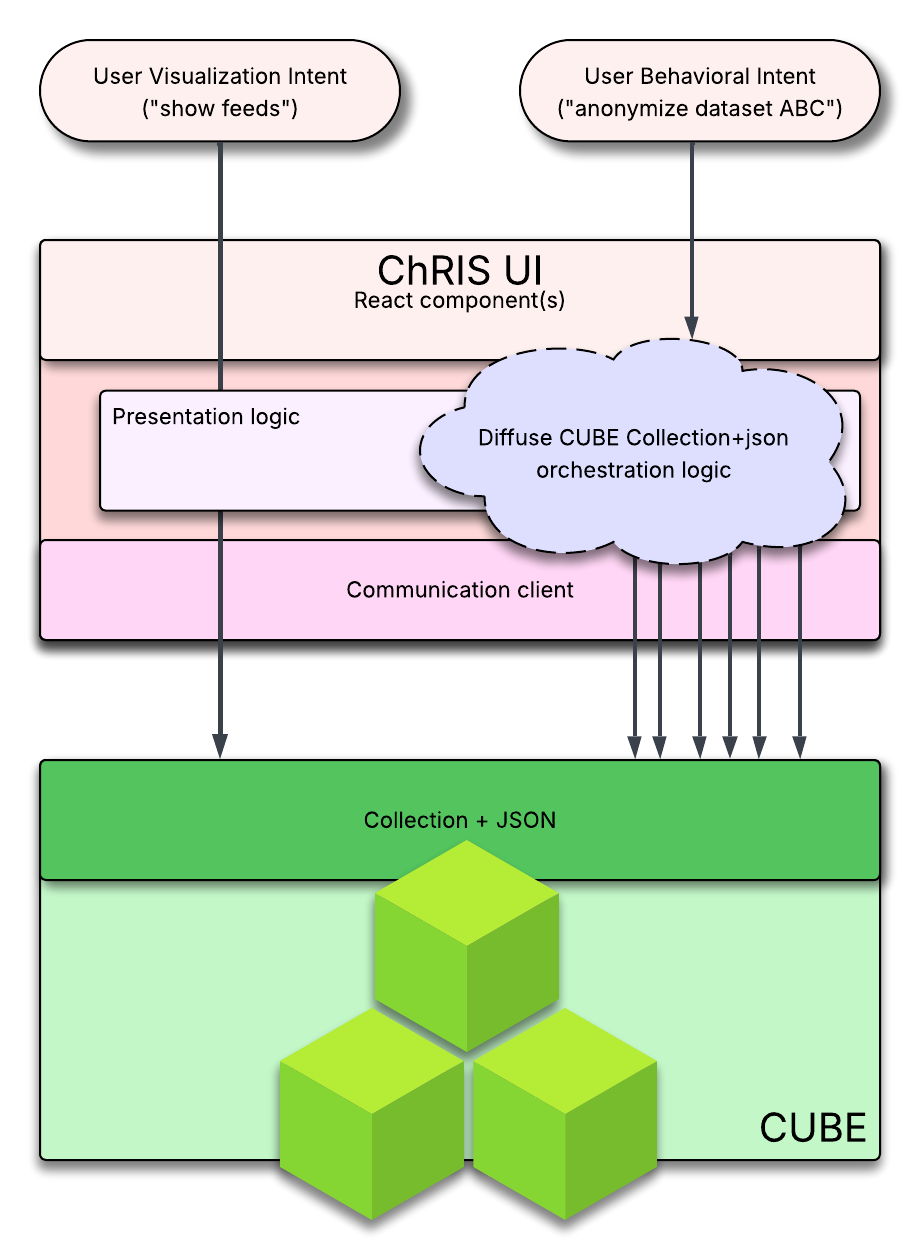 User Visualization Intent
("show feeds")
User Behavioral Intent
("anonymize dataset ABC")
ChRIS UI
React component(s)
Presentation logic
Diffuse CUBE Collection+json
orchestration logic
Communication client
Collection + JSON
CUBE